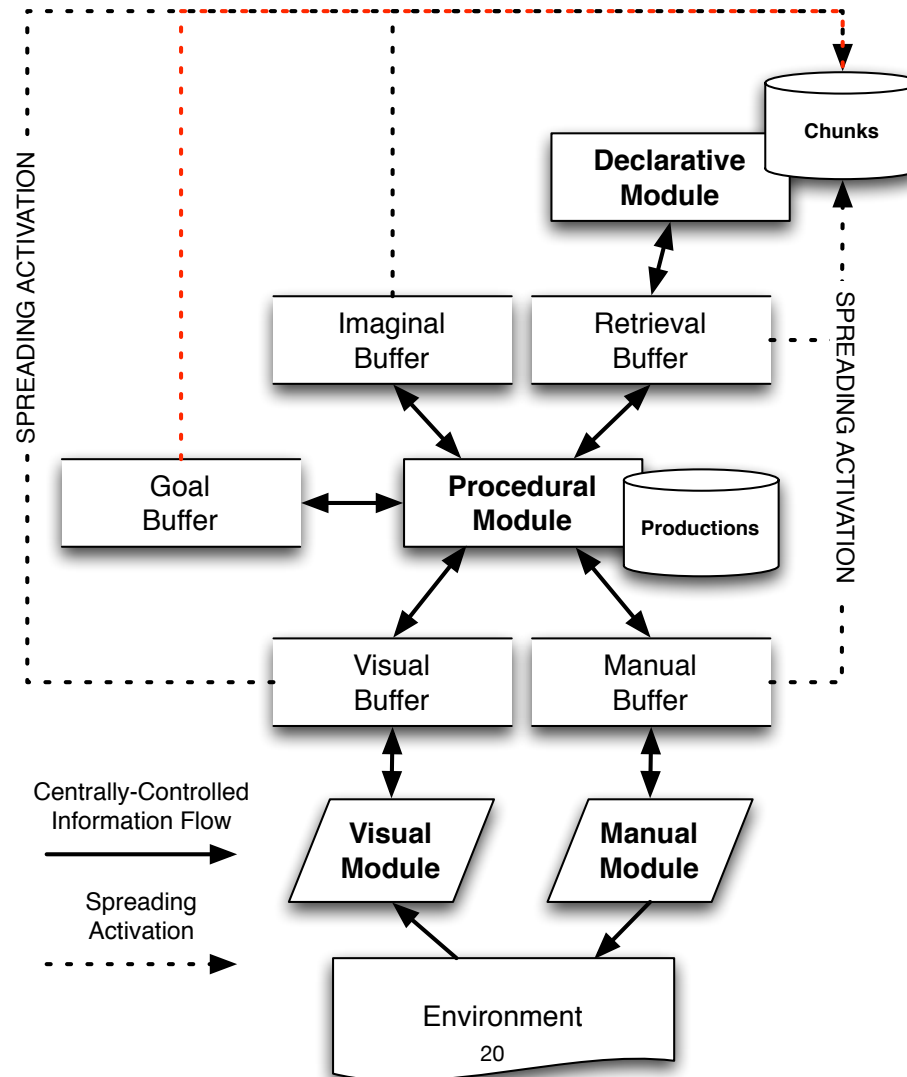 Chunks
Declarative
Module
SPREADING ACTIVATION
Imaginal
Buffer
Retrieval
Buffer
SPREADING ACTIVATION
Goal
Buffer
Procedural
Module
Productions
Visual
Buffer
Manual
Buffer
Centrally-Controlled
Information Flow
Visual
Module
Manual
Module
Spreading
Activation
Environment
20